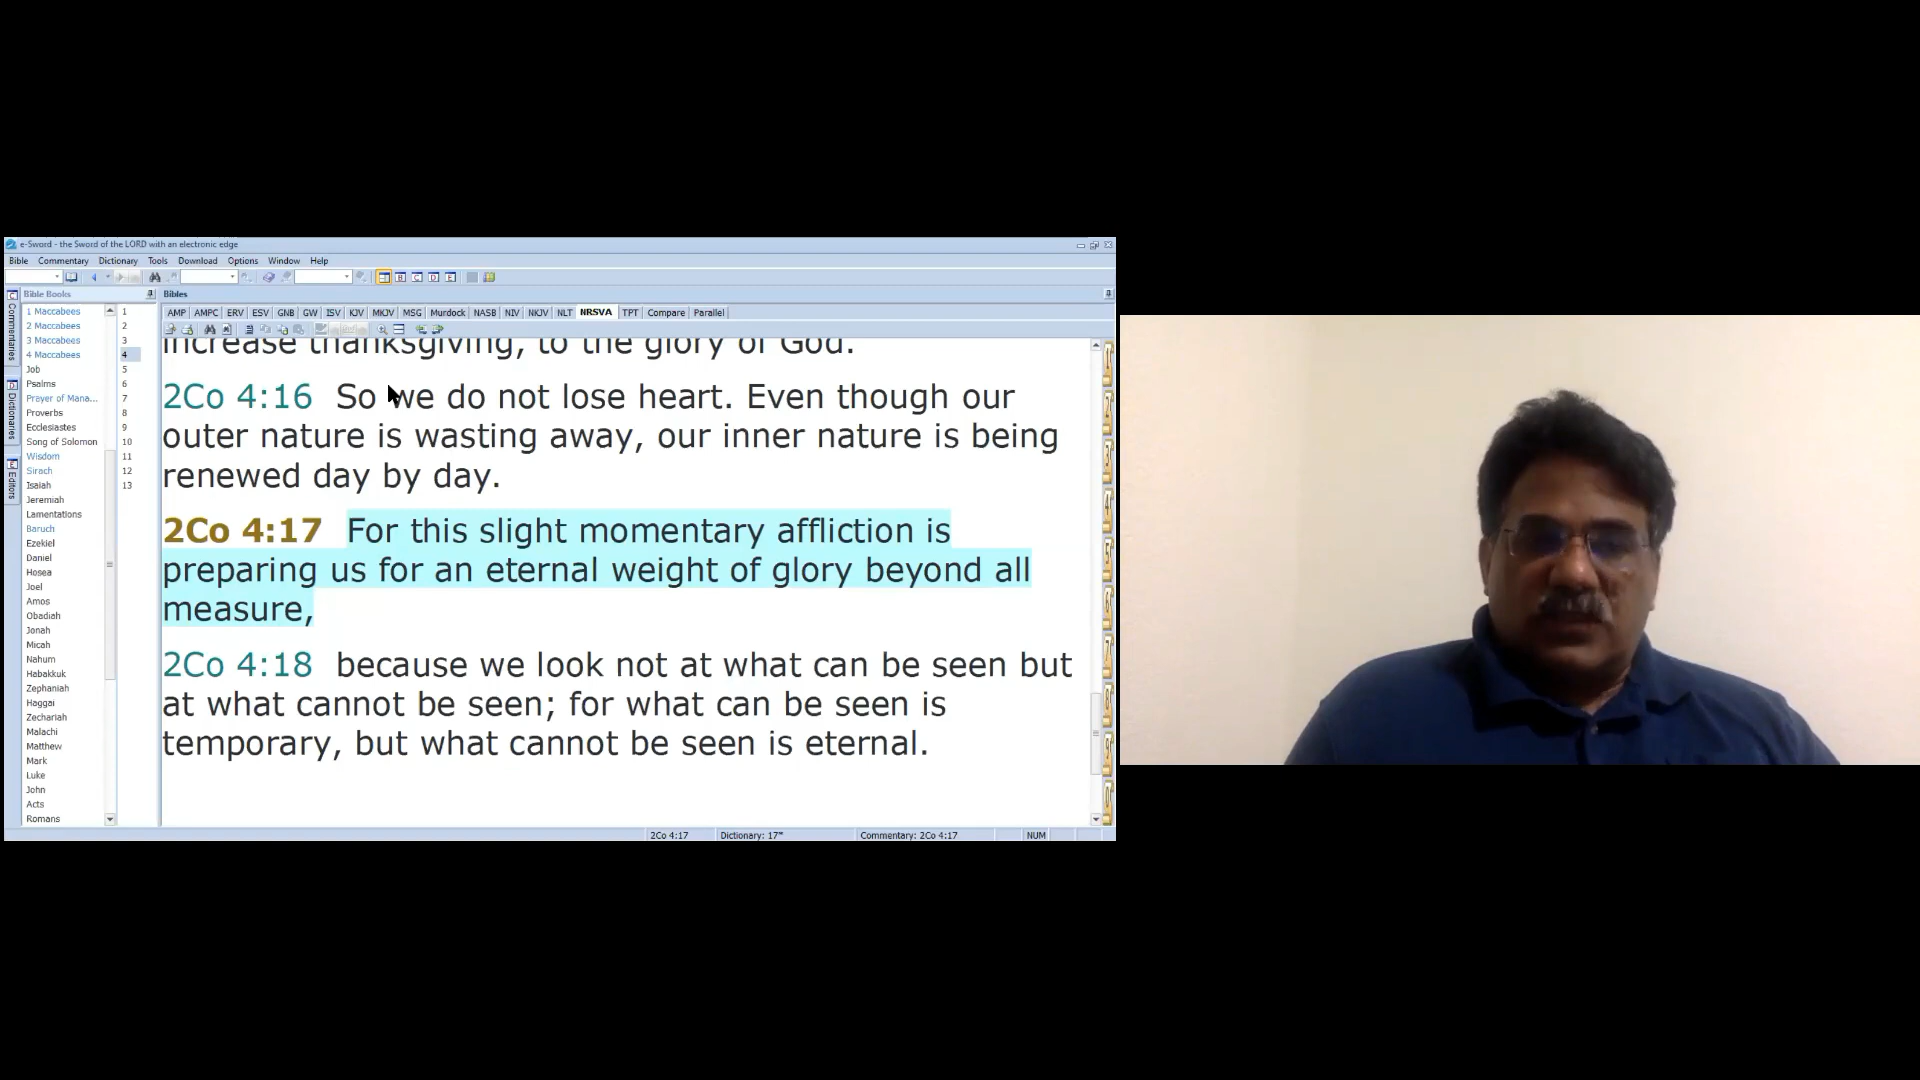 e-Sword - the Sword of the LORD with an electronic edge
Bible Commentary Dictionary Tools Download Options Window Help
Bible Books
Bibles
AMP AMPC ERV ESV GNB GW ISV KJV MKJV MSG Murdock NASB NIV NKJV NLT NRSVA TPT Compare Parallel
Commentaries
Dictionaries
Editors
1 Maccabees
2 Maccabees
3 Maccabees
4 Maccabees
Job
Psalms
Prayer of Mana...
Proverbs
Ecclesiastes
Song of Solomon
Wisdom
Sirach
Isaiah
Jeremiah
Lamentations
Baruch
Ezekiel
Daniel
Hosea
Joel
Amos
Obadiah
Jonah
Micah
Nahum
Habakkuk
Zephaniah
Haggai
Zechariah
Malachi
Matthew
Mark
Luke
John
Acts
Romans
1
2
3
4
5
6
7
8
9
10
11
12
13
increase thanksgiving, to the glory of God.
2Co 4:16 So we do not lose heart. Even though our
outer nature is wasting away, our inner nature is being
renewed day by day.
2Co 4:17 For this slight momentary affliction is
preparing us for an eternal weight of glory beyond all
measure,
2Co 4:18 because we look not at what can be seen but
at what cannot be seen; for what can be seen is
temporary, but what cannot be seen is eternal.
2Co 4:17 Dictionary: 17* Commentary: 2Co 4:17 NUM